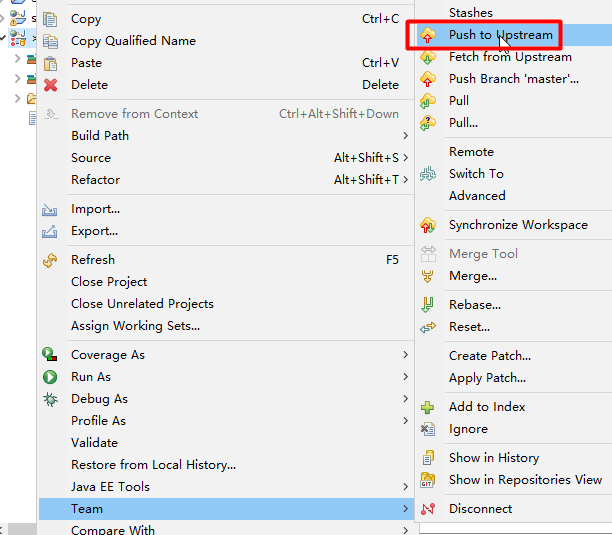 Copy Ctrl+C
Copy Qualified Name
Paste Ctrl+V
Delete Delete
Remove from Context Ctrl+Alt+Shift+Down
Build Path
Source Alt+Shift+S
Refactor Alt+Shift+T
Import...
Export...
Refresh F5
Close Project
Close Unrelated Projects
Assign Working Sets...
Coverage As
Run As
Debug As
Profile As
Validate
Restore from Local History...
Java EE Tools
Team
Compare With
Stashes
Push to Upstream
Fetch from Upstream
Push Branch 'master'...
Pull
Pull...
Remote
Switch To
Advanced
Synchronize Workspace
Merge Tool
Merge...
Rebase...
Reset...
Create Patch...
Apply Patch...
Add to Index
Ignore
Show in History
GIT Show in Repositories View
Disconnect